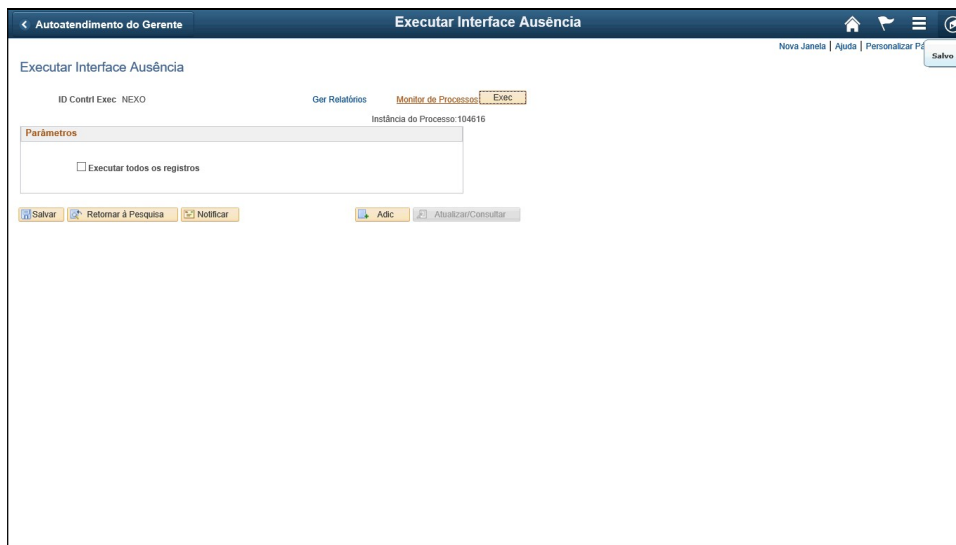 Autoatendimento do Gerente
Executar Interface Ausência
Nova Janela | Ajuda | Personalizar Pá
Salvo
Executar Interface Ausência
ID Contrl Exec NEXO Ger Relatórios Monitor de Processos Exec
Instância do Processo:104616
Parâmetros
Executar todos os registros
Salvar Retornar à Pesquisa Notificar Adic Atualizar/Consultar